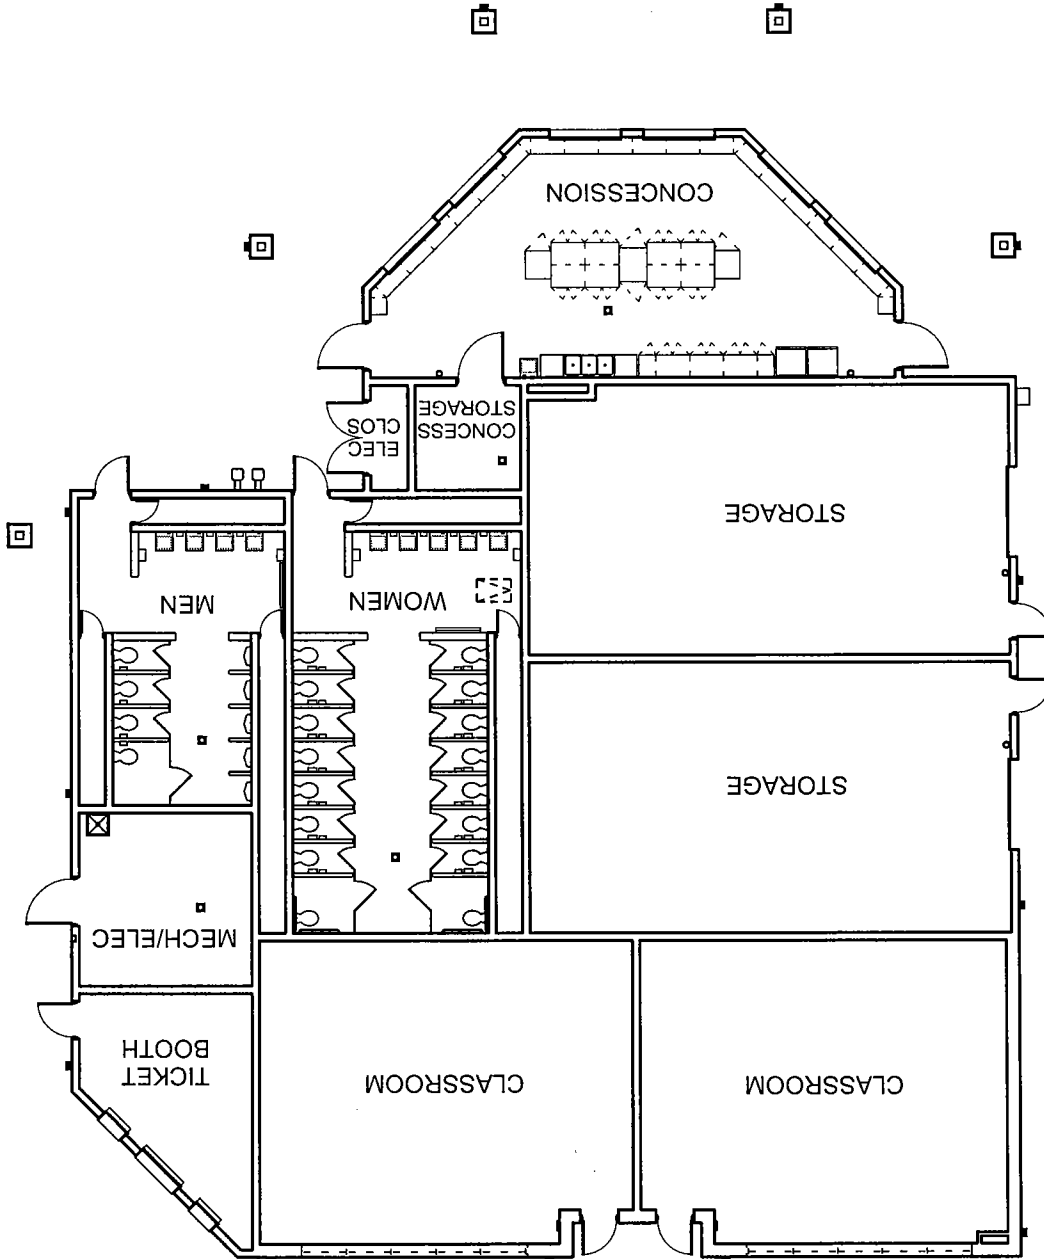 CLASSROOM
CLASSROOM
TICKET
BOOTH
MECH/ELEC
STORAGE
WOMEN
MEN
STORAGE
ELEC
CLOS
CONCESS
STORAGE
CONCESSION